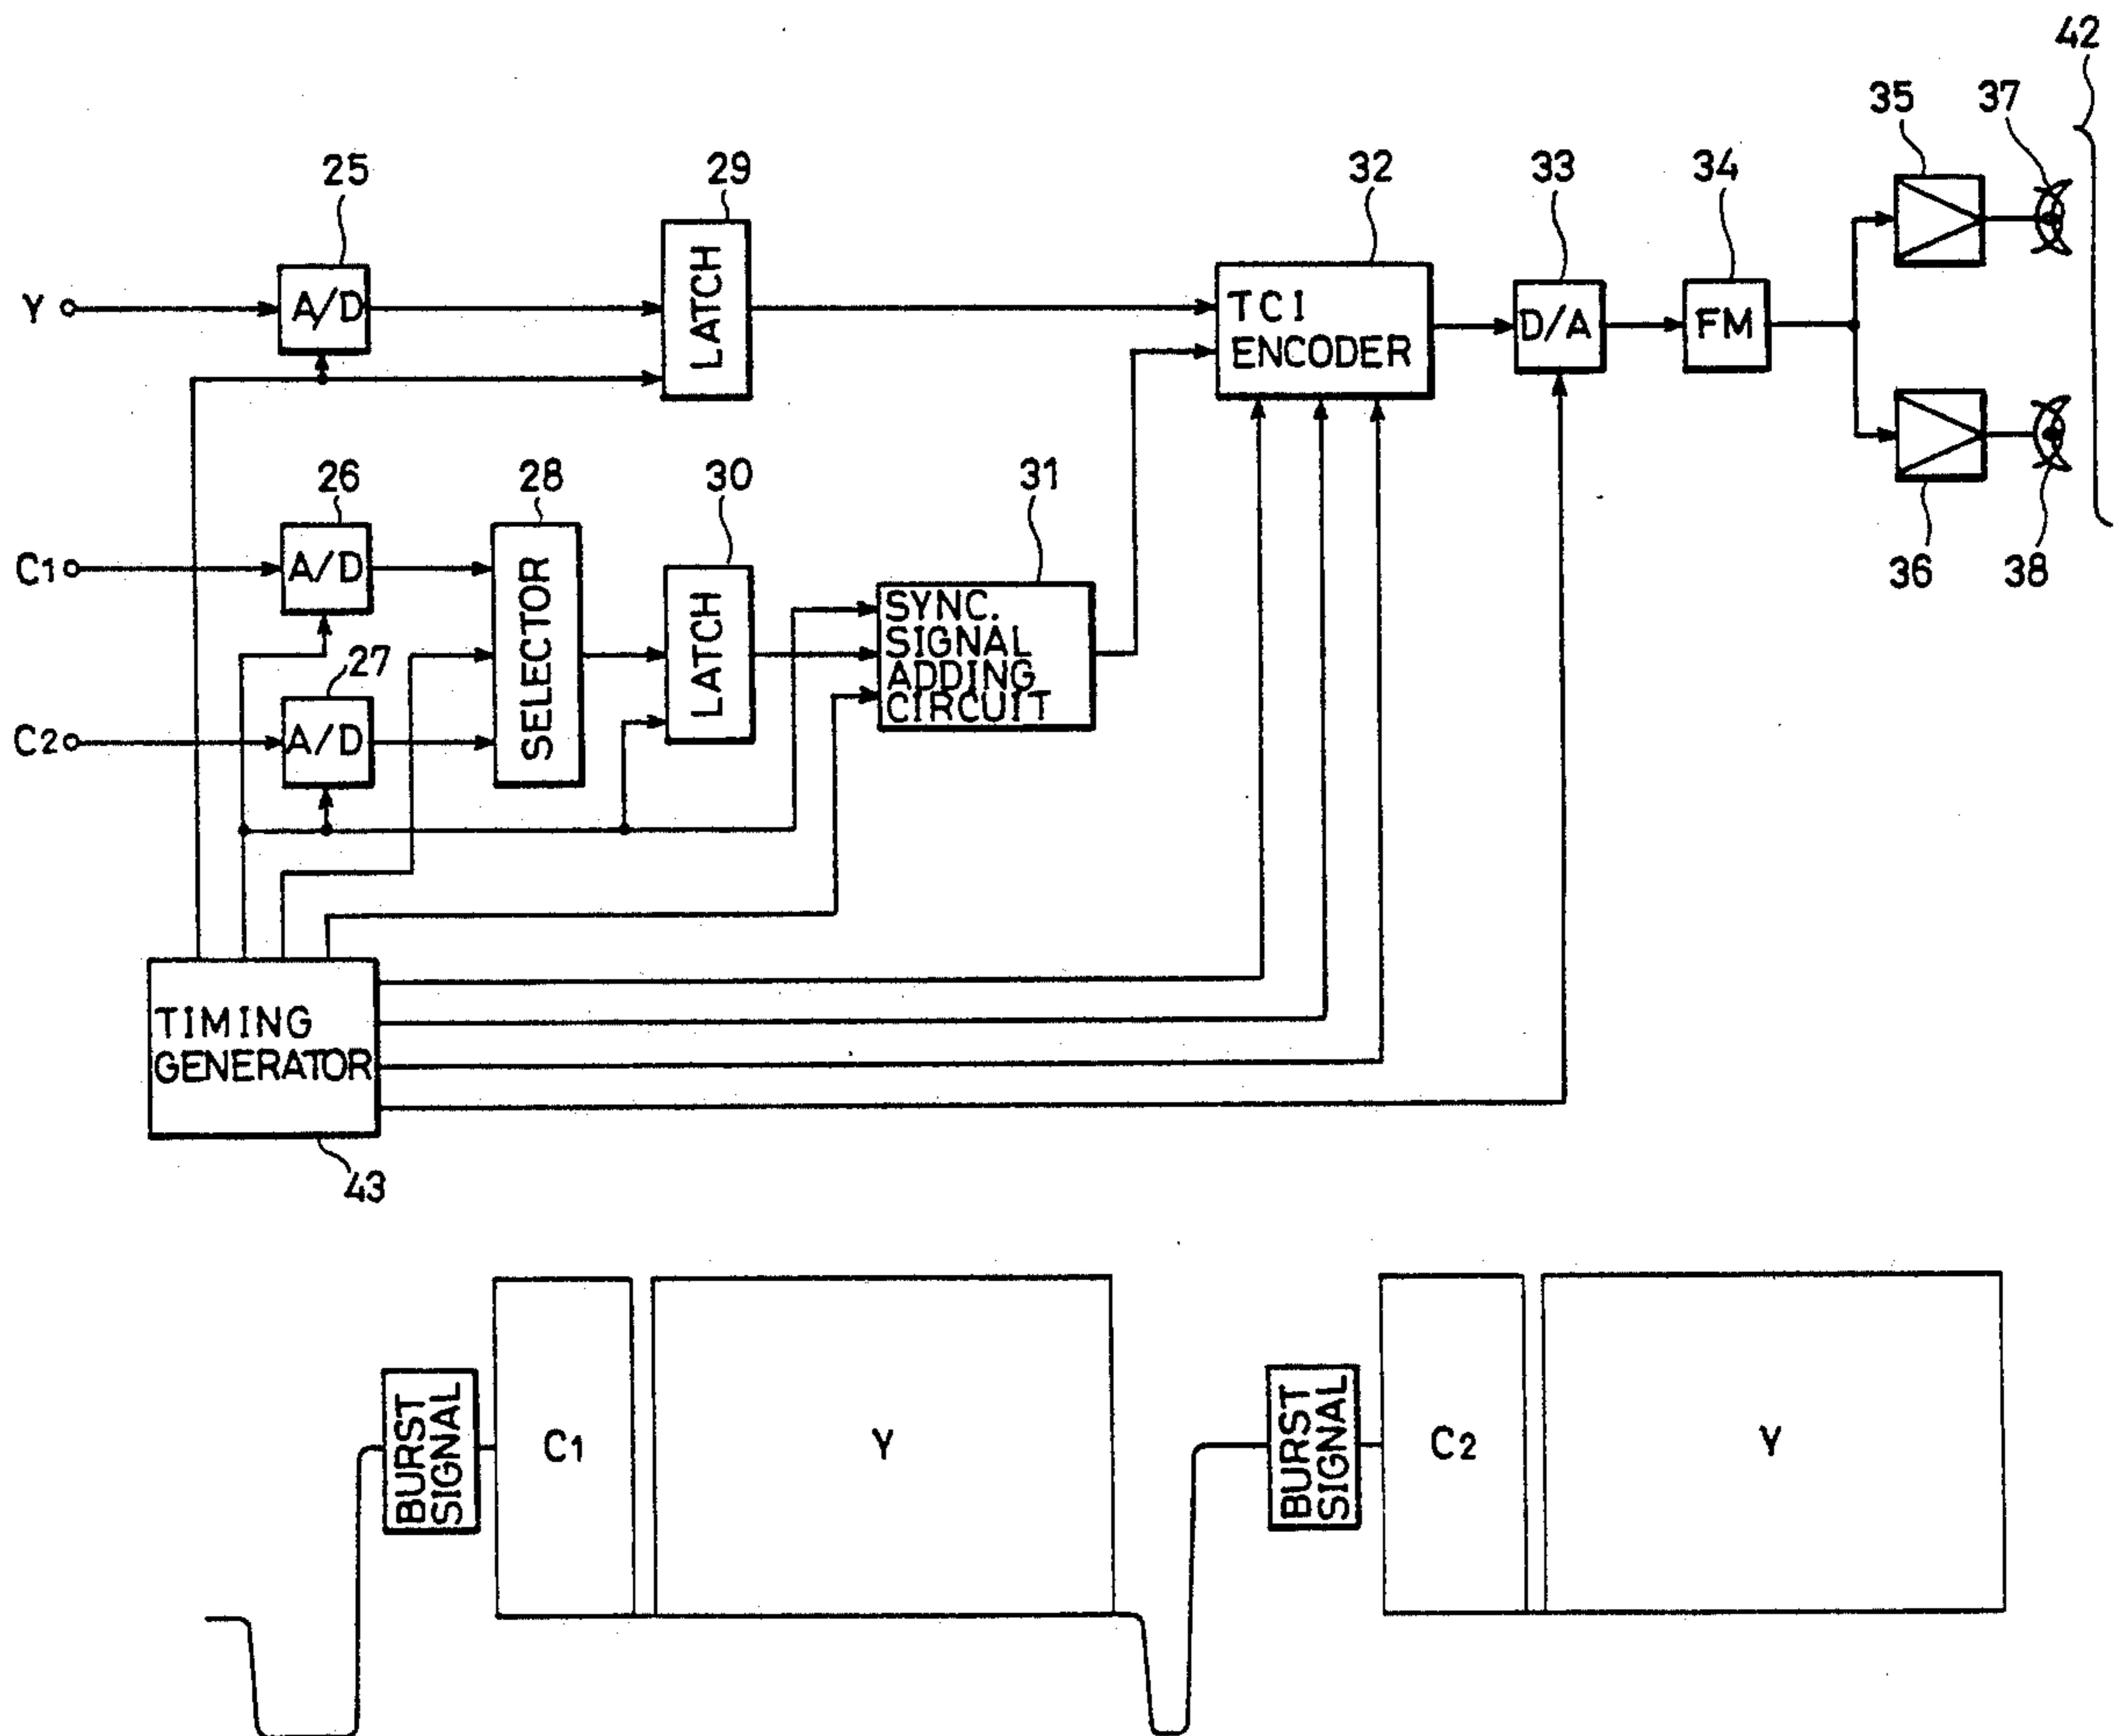 42
35
37
25
29
32
33
34
Y
A/D
LATCH
TCI
ENCODER
D/A
FM
26
28
30
31
36
38
C1
A/D
SELECTOR
LATCH
SYNC.
SIGNAL
ADDING
CIRCUIT
27
C2
A/D
TIMING
GENERATOR
43
BURST
SIGNAL
C1
Y
BURST
SIGNAL
C2
Y